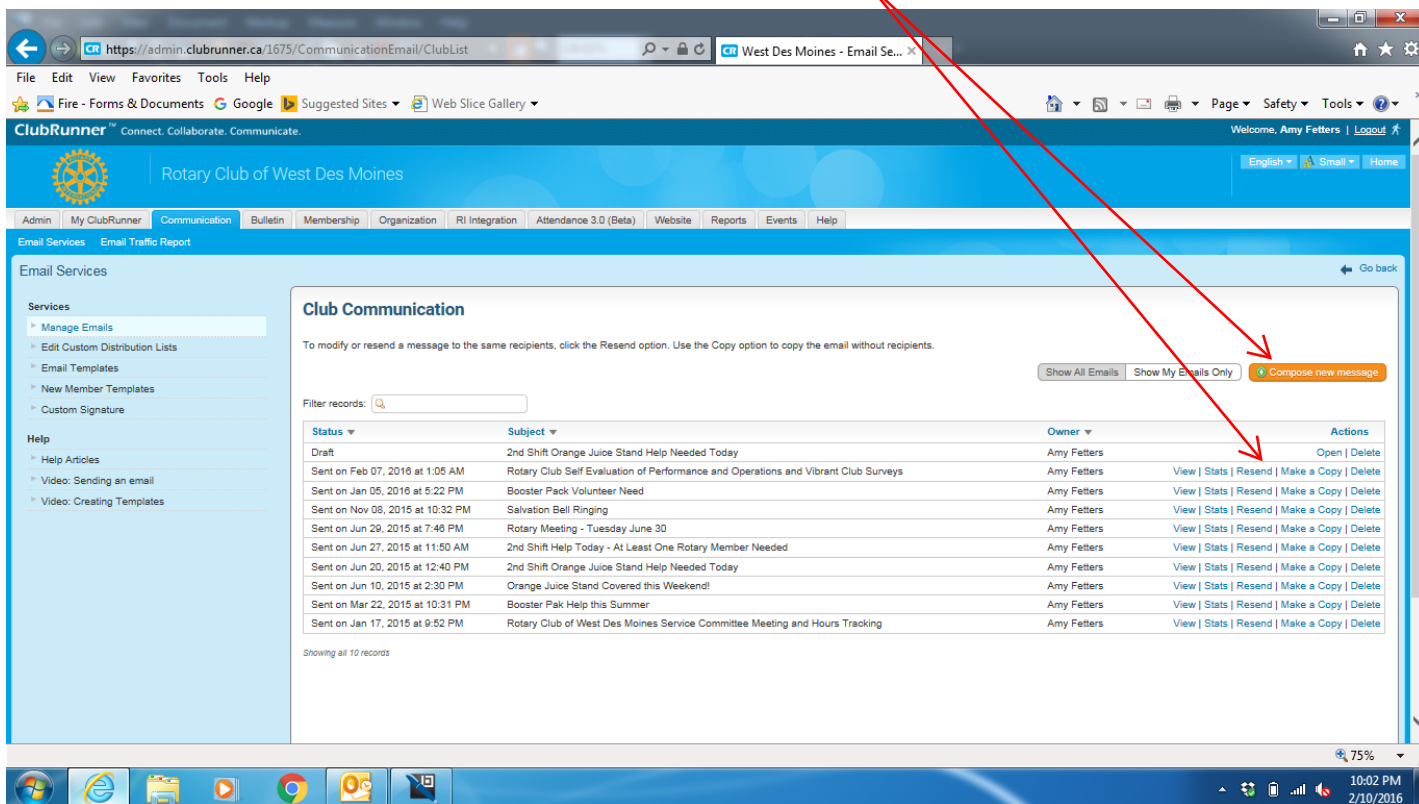 https://admin.clubrunner.ca/1675/CommunicationEmail/ClubList
West Des Moines - Email Se...
File Edit View Favorites Tools Help
Fire - Forms & Documents Google Suggested Sites Web Slice Gallery Page Safety Tools
ClubRunner™ Connect. Collaborate. Communicate. Welcome, Amy Fetters | Logout
English Small Home
Rotary Club of West Des Moines
Admin My ClubRunner Communication Bulletin Membership Organization RI Integration Attendance 3.0 (Beta) Website Reports Events Help
Email Services Email Traffic Report
Email Services Go back
Services
Manage Emails
Edit Custom Distribution Lists
Email Templates
New Member Templates
Custom Signature
Help
Help Articles
Video: Sending an email
Video: Creating Templates
Club Communication
To modify or resend a message to the same recipients, click the Resend option. Use the Copy option to copy the email without recipients.
Show All Emails Show My Emails Only Compose new message
Filter records:
Status Subject Owner Actions
Draft 2nd Shift Orange Juice Stand Help Needed Today Amy Fetters Open | Delete
Sent on Feb 07, 2016 at 1:05 AM Rotary Club Self Evaluation of Performance and Operations and Vibrant Club Surveys Amy Fetters View | Stats | Resend | Make a Copy | Delete
Sent on Jan 05, 2016 at 5:22 PM Booster Pack Volunteer Need Amy Fetters View | Stats | Resend | Make a Copy | Delete
Sent on Nov 08, 2015 at 10:32 PM Salvation Bell Ringing Amy Fetters View | Stats | Resend | Make a Copy | Delete
Sent on Jun 29, 2015 at 7:46 PM Rotary Meeting - Tuesday June 30 Amy Fetters View | Stats | Resend | Make a Copy | Delete
Sent on Jun 27, 2015 at 11:50 AM 2nd Shift Help Today - At Least One Rotary Member Needed Amy Fetters View | Stats | Resend | Make a Copy | Delete
Sent on Jun 20, 2015 at 12:40 PM 2nd Shift Orange Juice Stand Help Needed Today Amy Fetters View | Stats | Resend | Make a Copy | Delete
Sent on Jun 10, 2015 at 2:30 PM Orange Juice Stand Covered this Weekend! Amy Fetters View | Stats | Resend | Make a Copy | Delete
Sent on Mar 22, 2015 at 10:31 PM Booster Pak Help this Summer Amy Fetters View | Stats | Resend | Make a Copy | Delete
Sent on Jan 17, 2015 at 9:52 PM Rotary Club of West Des Moines Service Committee Meeting and Hours Tracking Amy Fetters View | Stats | Resend | Make a Copy | Delete
Showing all 10 records
75%
10:02 PM
2/10/2016